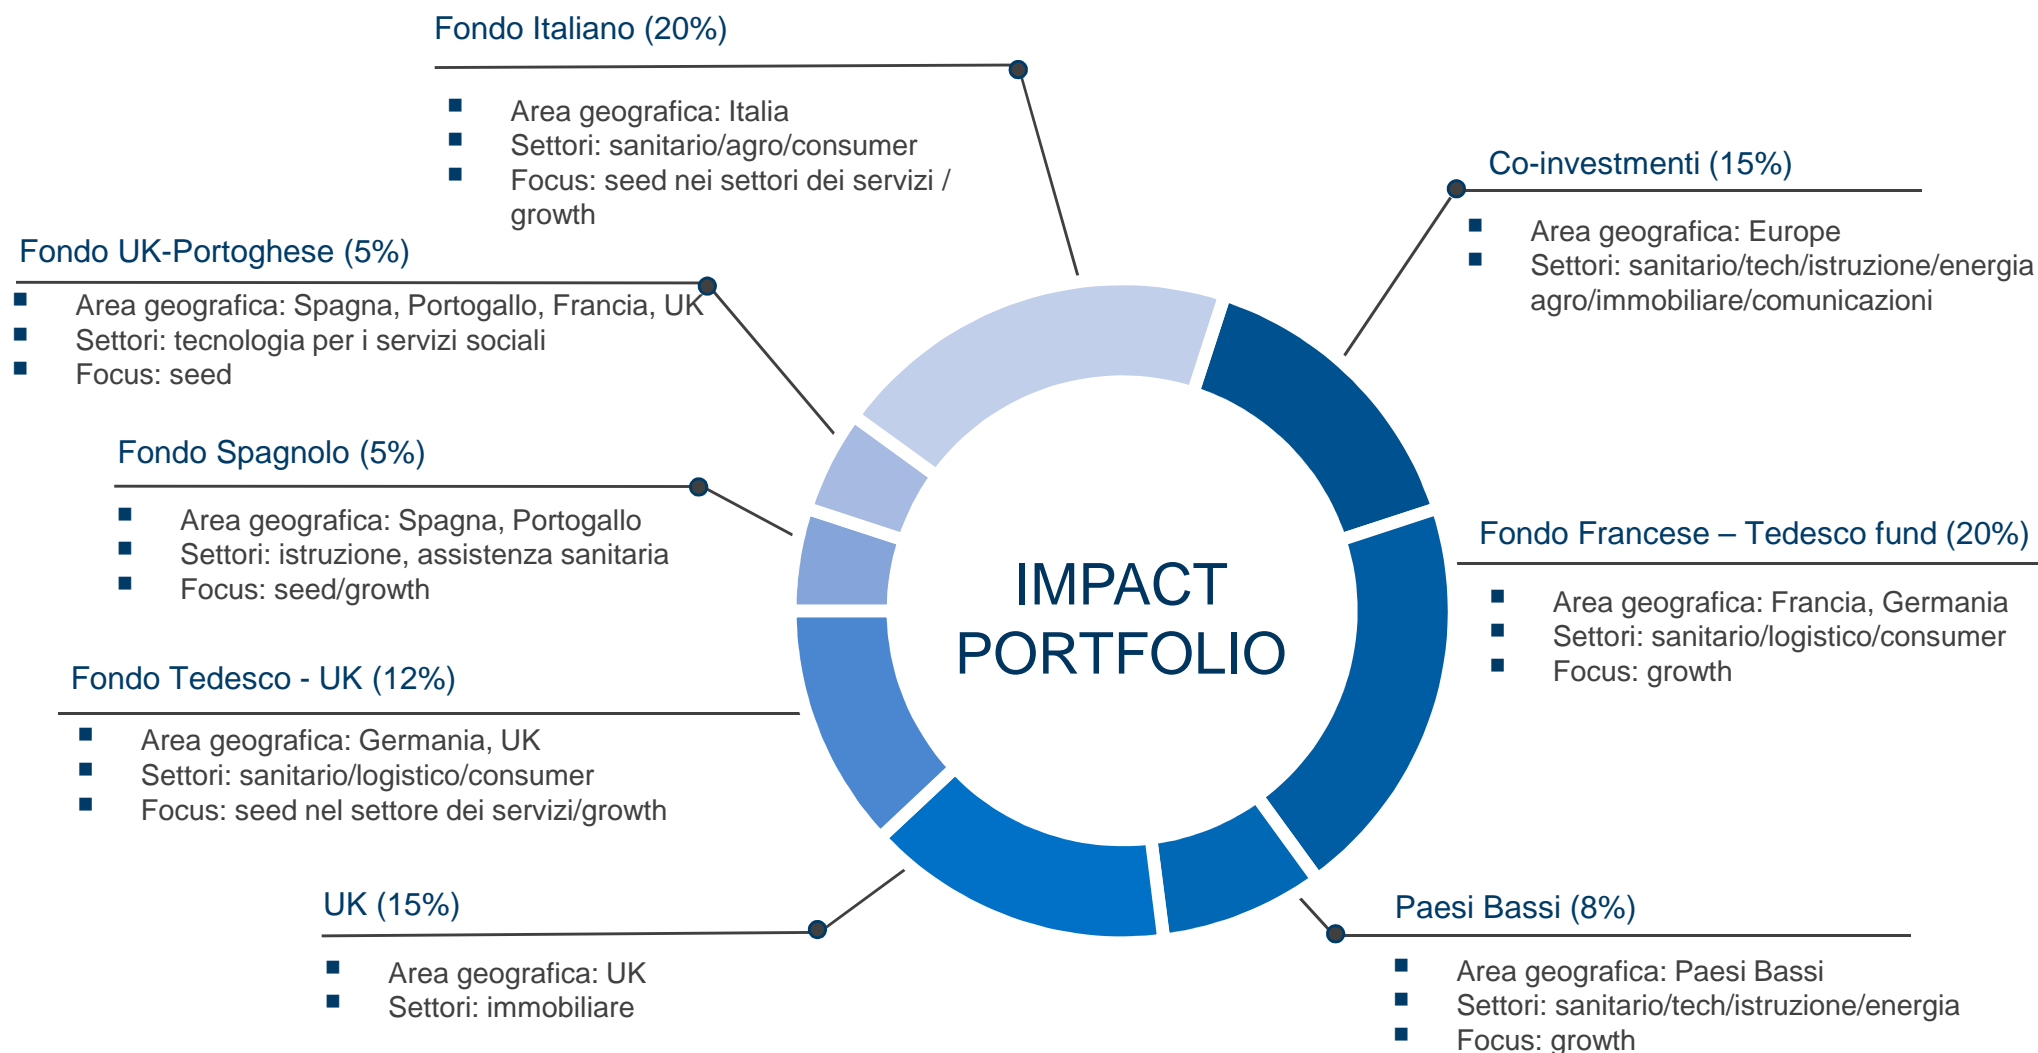 Fondo Italiano (20%)
Area geografica: Italia
Settori: sanitario/agro/consumer
Focus: seed nei settori dei servizi /
growth
Co-investimenti (15%)
Area geografica: Europe
Settori: sanitario/tech/istruzione/energia
agro/immobiliare/comunicazioni
Fondo UK-Portoghese (5%)
Area geografica: Spagna, Portogallo, Francia, UK
Settori: tecnologia per i servizi sociali
Focus: seed
Fondo Spagnolo (5%)
Area geografica: Spagna, Portogallo
Settori: istruzione, assistenza sanitaria
Focus: seed/growth
IMPACT
PORTFOLIO
Fondo Francese – Tedesco fund (20%)
Area geografica: Francia, Germania
Settori: sanitario/logistico/consumer
Focus: growth
Fondo Tedesco - UK (12%)
Area geografica: Germania, UK
Settori: sanitario/logistico/consumer
Focus: seed nel settore dei servizi/growth
UK (15%)
Area geografica: UK
Settori: immobiliare
Paesi Bassi (8%)
Area geografica: Paesi Bassi
Settori: sanitario/tech/istruzione/energia
Focus: growth